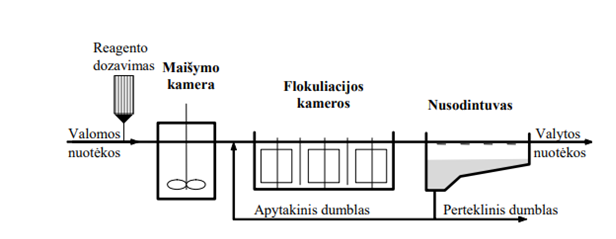 Reagento
dozavimas
Maišymo
kamera
Flokuliacijos
kameros
Nusodintuvas
Valomos
nuotėkos
Valytos
nuotėkos
Apytakinis dumblas
Perteklinis dumblas